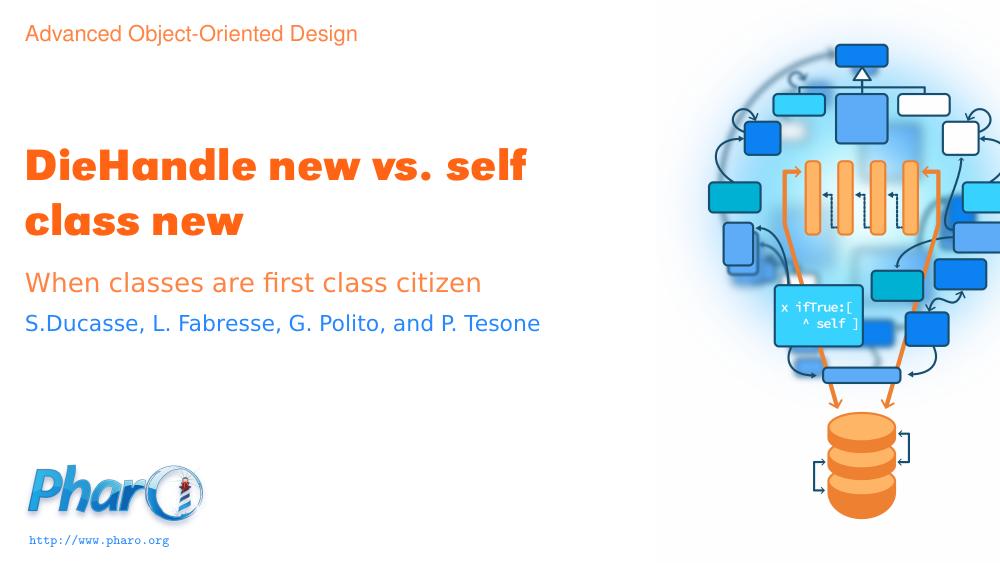 Advanced Object-Oriented Design
DieHandle new vs. self
class new
When classes are first class citizen
S.Ducasse, L. Fabresse, G. Polito, and P. Tesone
x ifTrue:[
^ self ]
Pharo
http://www.pharo.org